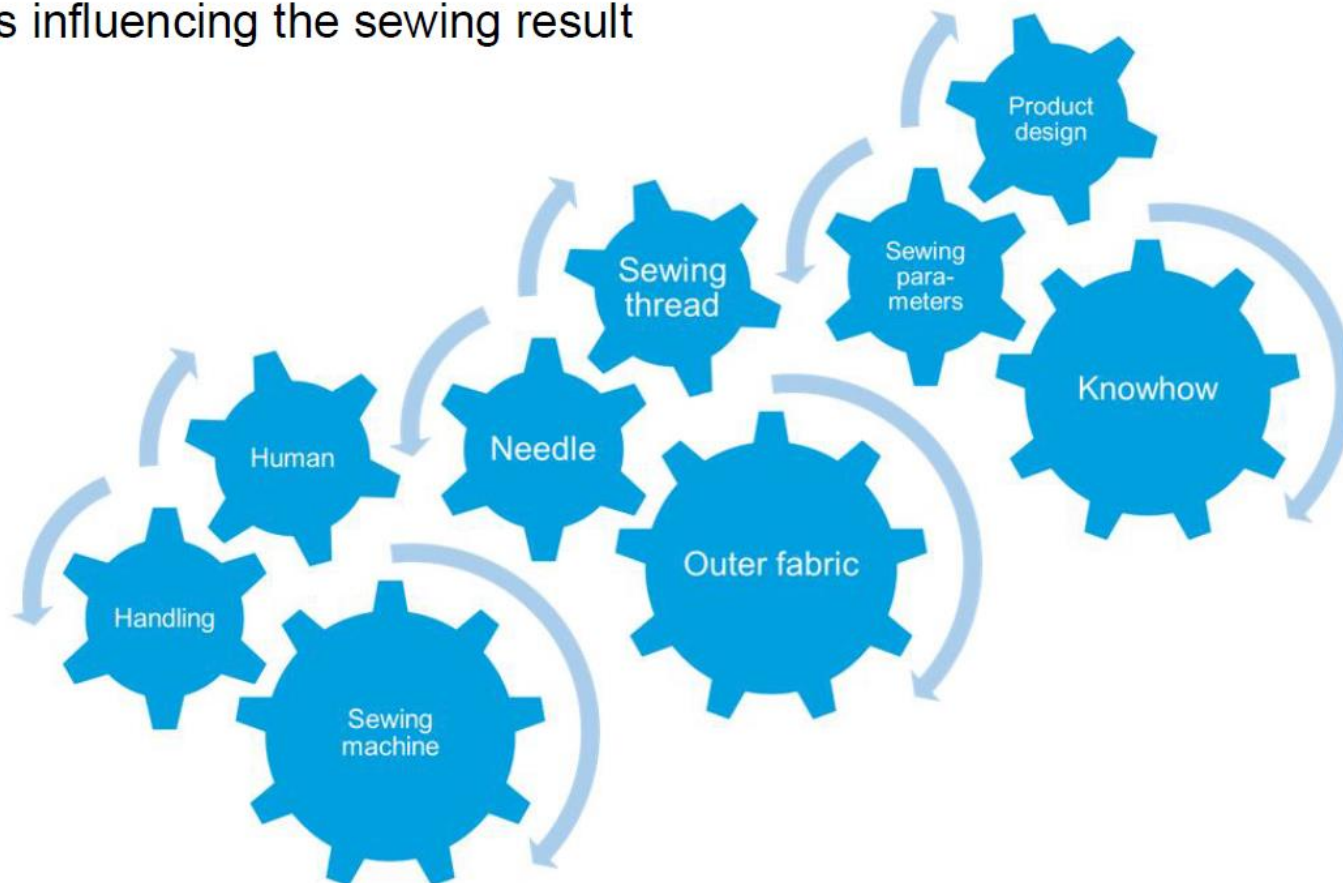 s influencing the sewing result
Product
design
Sewing
para-
meters
Sewing
thread
Knowhow
Needle
Human
Outer fabric
Handling
Sewing
machine